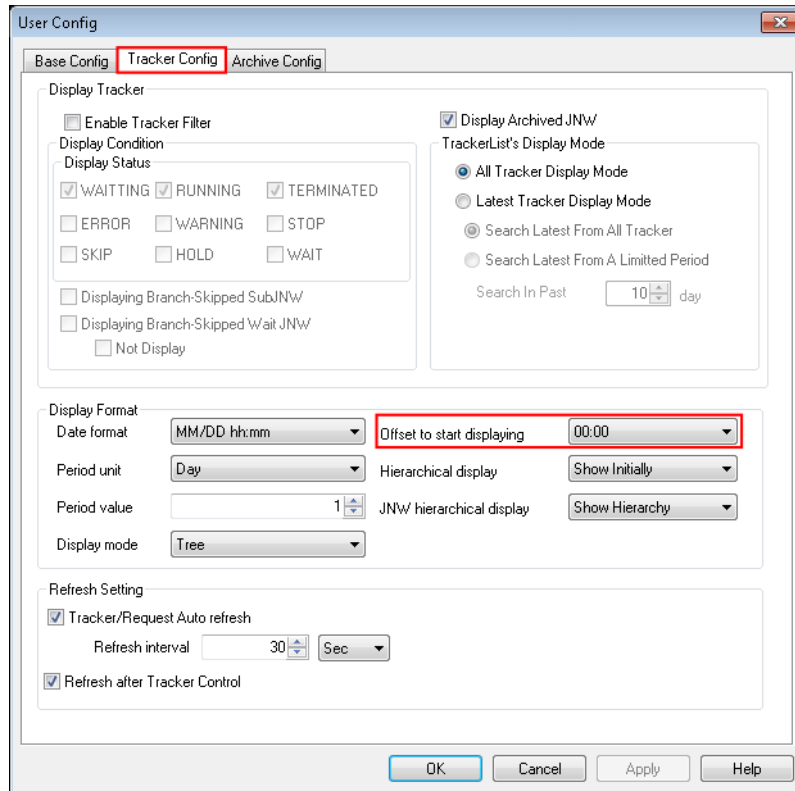 User Config
Base Config Tracker Config Archive Config
Display Tracker
Enable Tracker Filter
Display Condition
Display Status
WAITTING RUNNING TERMINATED
ERROR WARNING STOP
SKIP HOLD WAIT
Displaying Branch-Skipped SubJNW
Displaying Branch-Skipped Wait JNW
Not Display
Display Archived JNW
TrackerList's Display Mode
All Tracker Display Mode
Latest Tracker Display Mode
Search Latest From All Tracker
Search Latest From A Limitted Period
Search In Past 10 day
Display Format
Date format MM/DD hh:mm Offset to start displaying 00:00
Period unit Day Hierarchical display Show Initially
Period value 1 JNW hierarchical display Show Hierarchy
Display mode Tree
Refresh Setting
Tracker/Request Auto refresh
Refresh interval 30 Sec
Refresh after Tracker Control
OK Cancel Apply Help